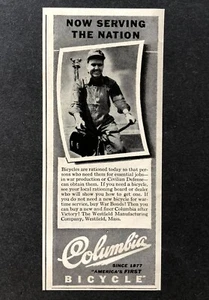 NOW SERVING
THE NATION
Bicycles are rationed today so that per-
sons who need them for essential jobs—
in war production or Civilian Defense—
can obtain them. If you need a bicycle,
see your local rationing board or dealer
who will show you how to get one. If
you do not need a new bicycle for war-
time service, buy War Bonds! Then you
can buy a new and finer Columbia after
Victory! The Westfield Manufacturing
Company, Westfield, Mass.
Columbia
SINCE 1877
"AMERICA'S FIRST
BICYCLE"